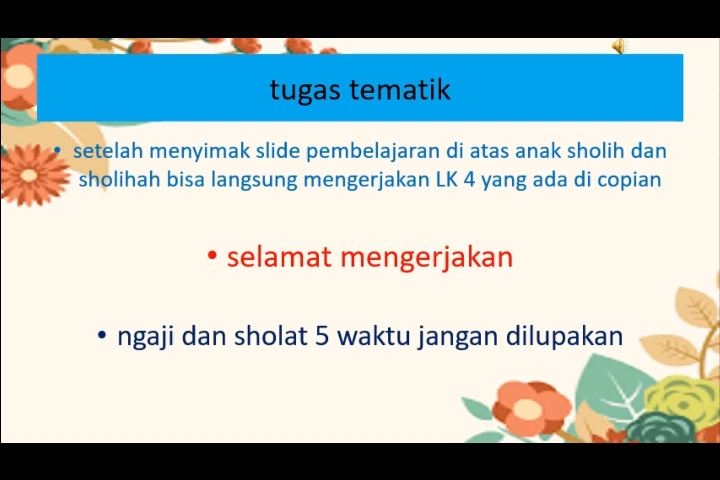 tugas tematik
• setelah menyimak slide pembelajaran di atas anak sholih dan
sholihah bisa langsung mengerjakan LK 4 yang ada di copian
• selamat mengerjakan
• ngaji dan sholat 5 waktu jangan dilupakan